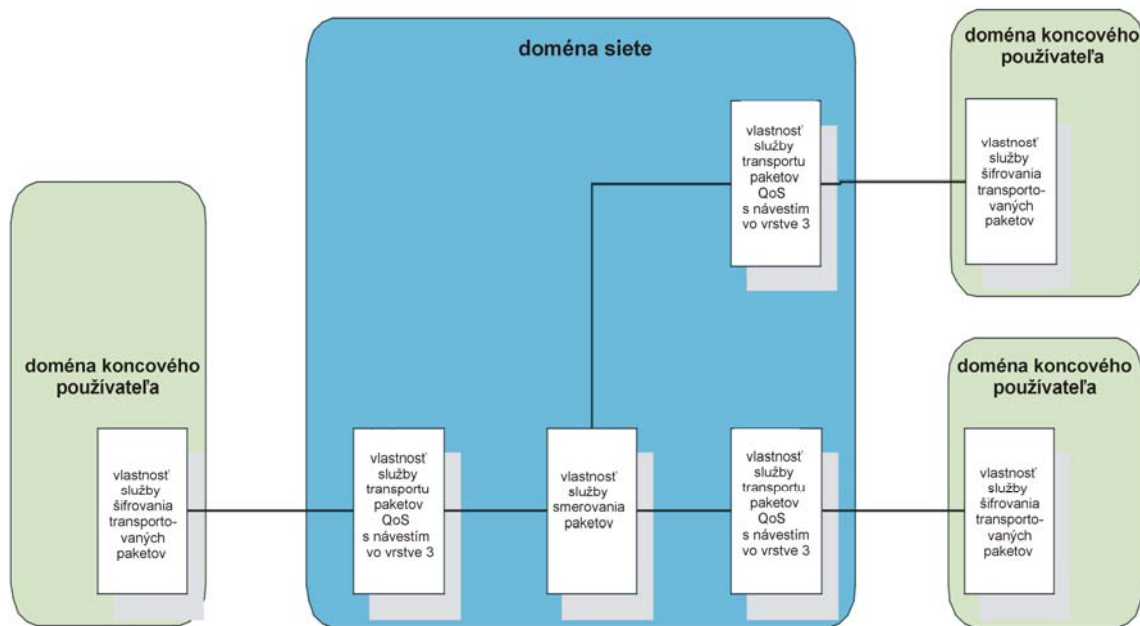 doména siete
doména koncového
používateľa
vlastnosť
služby
transportu
paketov
QoS
s návestím
vo vrstve 3
vlastnosť
služby
šifrovania
transporto-
vaných
paketov
doména koncového
používateľa
vlastnosť
služby
šifrovania
transporto-
vaných
paketov
vlastnosť
služby
transportu
paketov
QoS
s návestím
vo vrstve 3
vlastnosť
služby
smerovania
paketov
vlastnosť
služby
transportu
paketov
QoS
s návestím
vo vrstve 3
doména koncového
používateľa
vlastnosť
služby
šifrovania
transporto-
vaných
paketov